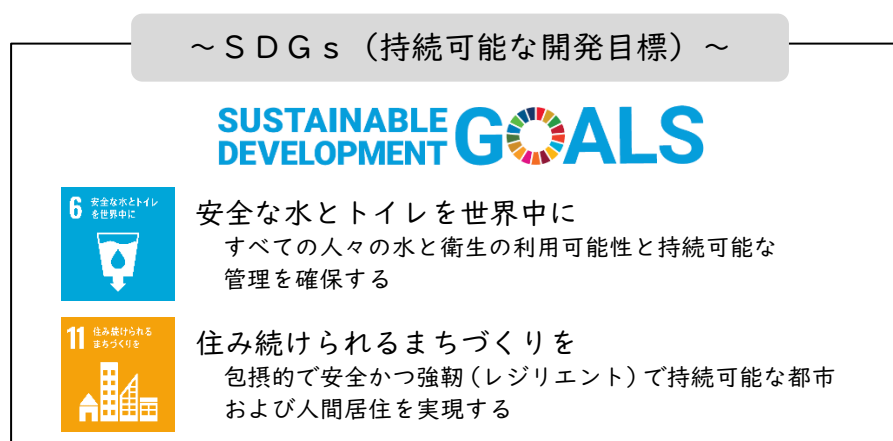 ～ＳＤＧｓ（持続可能な開発目標）～
SUSTAINABLE
DEVELOPMENT
GOALS
6 安全な水とトイレ
を世界中に
安全な水とトイレを世界中に
すべての人々の水と衛生の利用可能性と持続可能な
管理を確保する
11 住み続けられる
まちづくりを
住み続けられるまちづくりを
包摂的で安全かつ強靭（レジリエント）で持続可能な都市
および人間居住を実現する